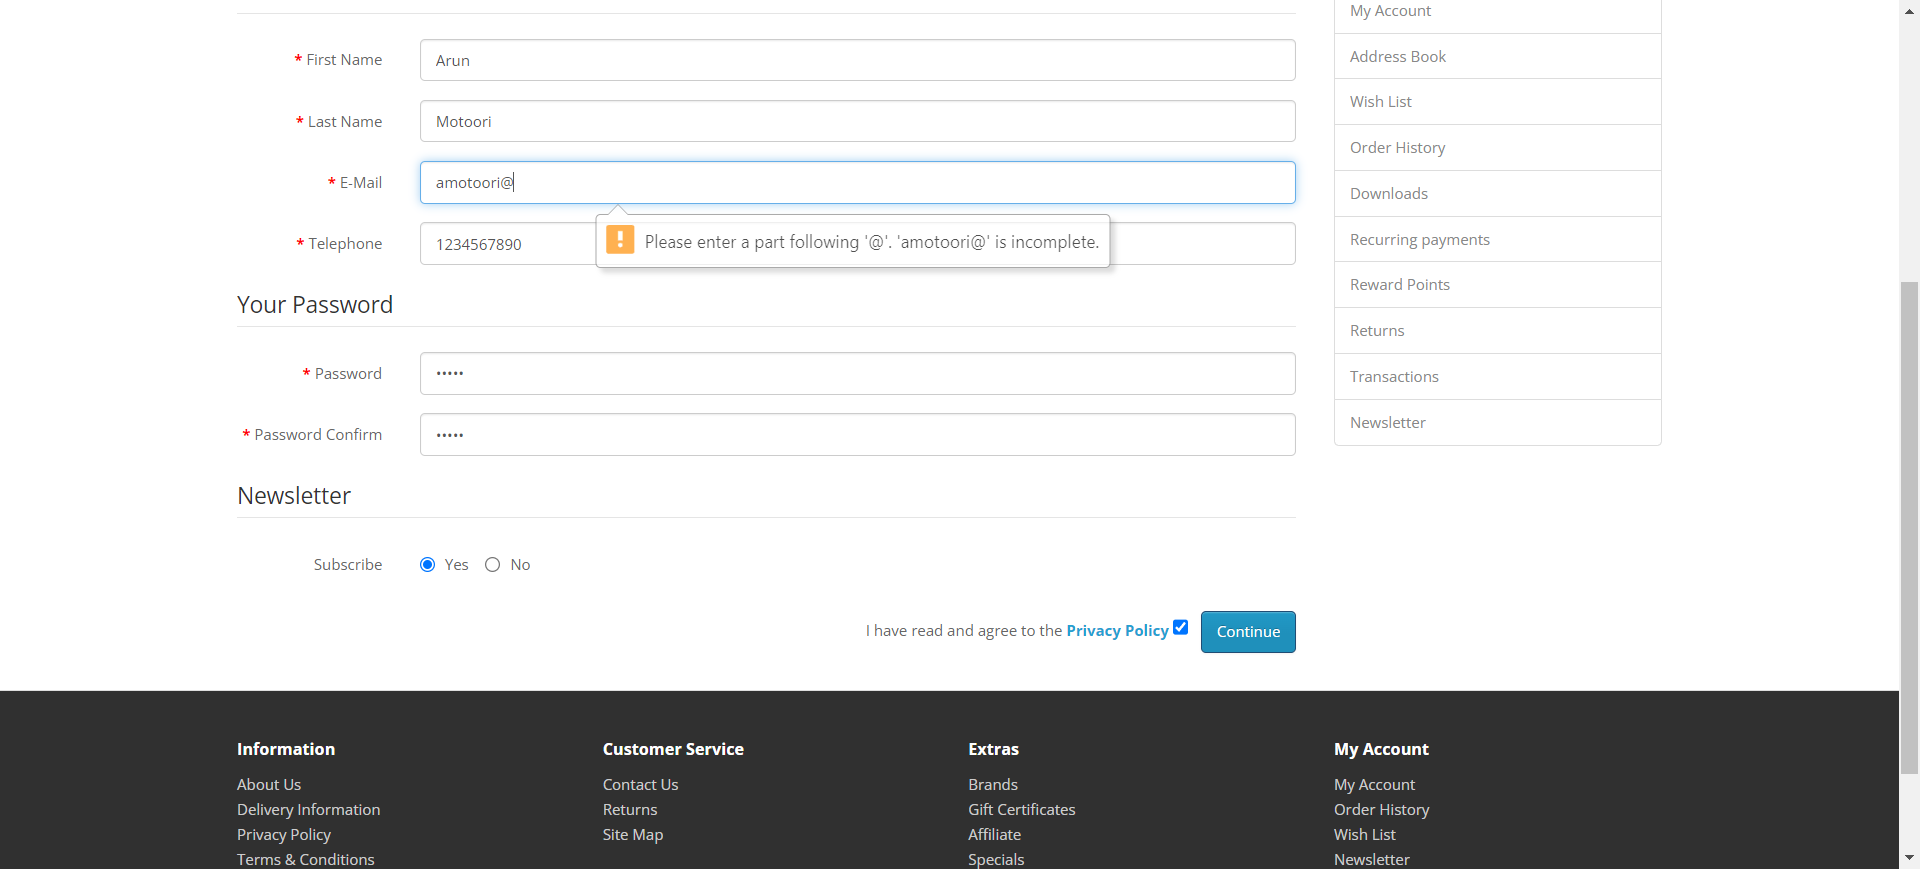 * First Name
Arun
* Last Name
Motoori
* E-Mail
amotoori@
* Telephone
1234567890
Please enter a part following '@'. 'amotoori@' is incomplete.
Your Password
* Password
•••••
* Password Confirm
•••••
Newsletter
Subscribe
Yes
No
I have read and agree to the Privacy Policy
Continue
My Account
Address Book
Wish List
Order History
Downloads
Recurring payments
Reward Points
Returns
Transactions
Newsletter
Information
About Us
Delivery Information
Privacy Policy
Terms & Conditions
Customer Service
Contact Us
Returns
Site Map
Extras
Brands
Gift Certificates
Affiliate
Specials
My Account
My Account
Order History
Wish List
Newsletter